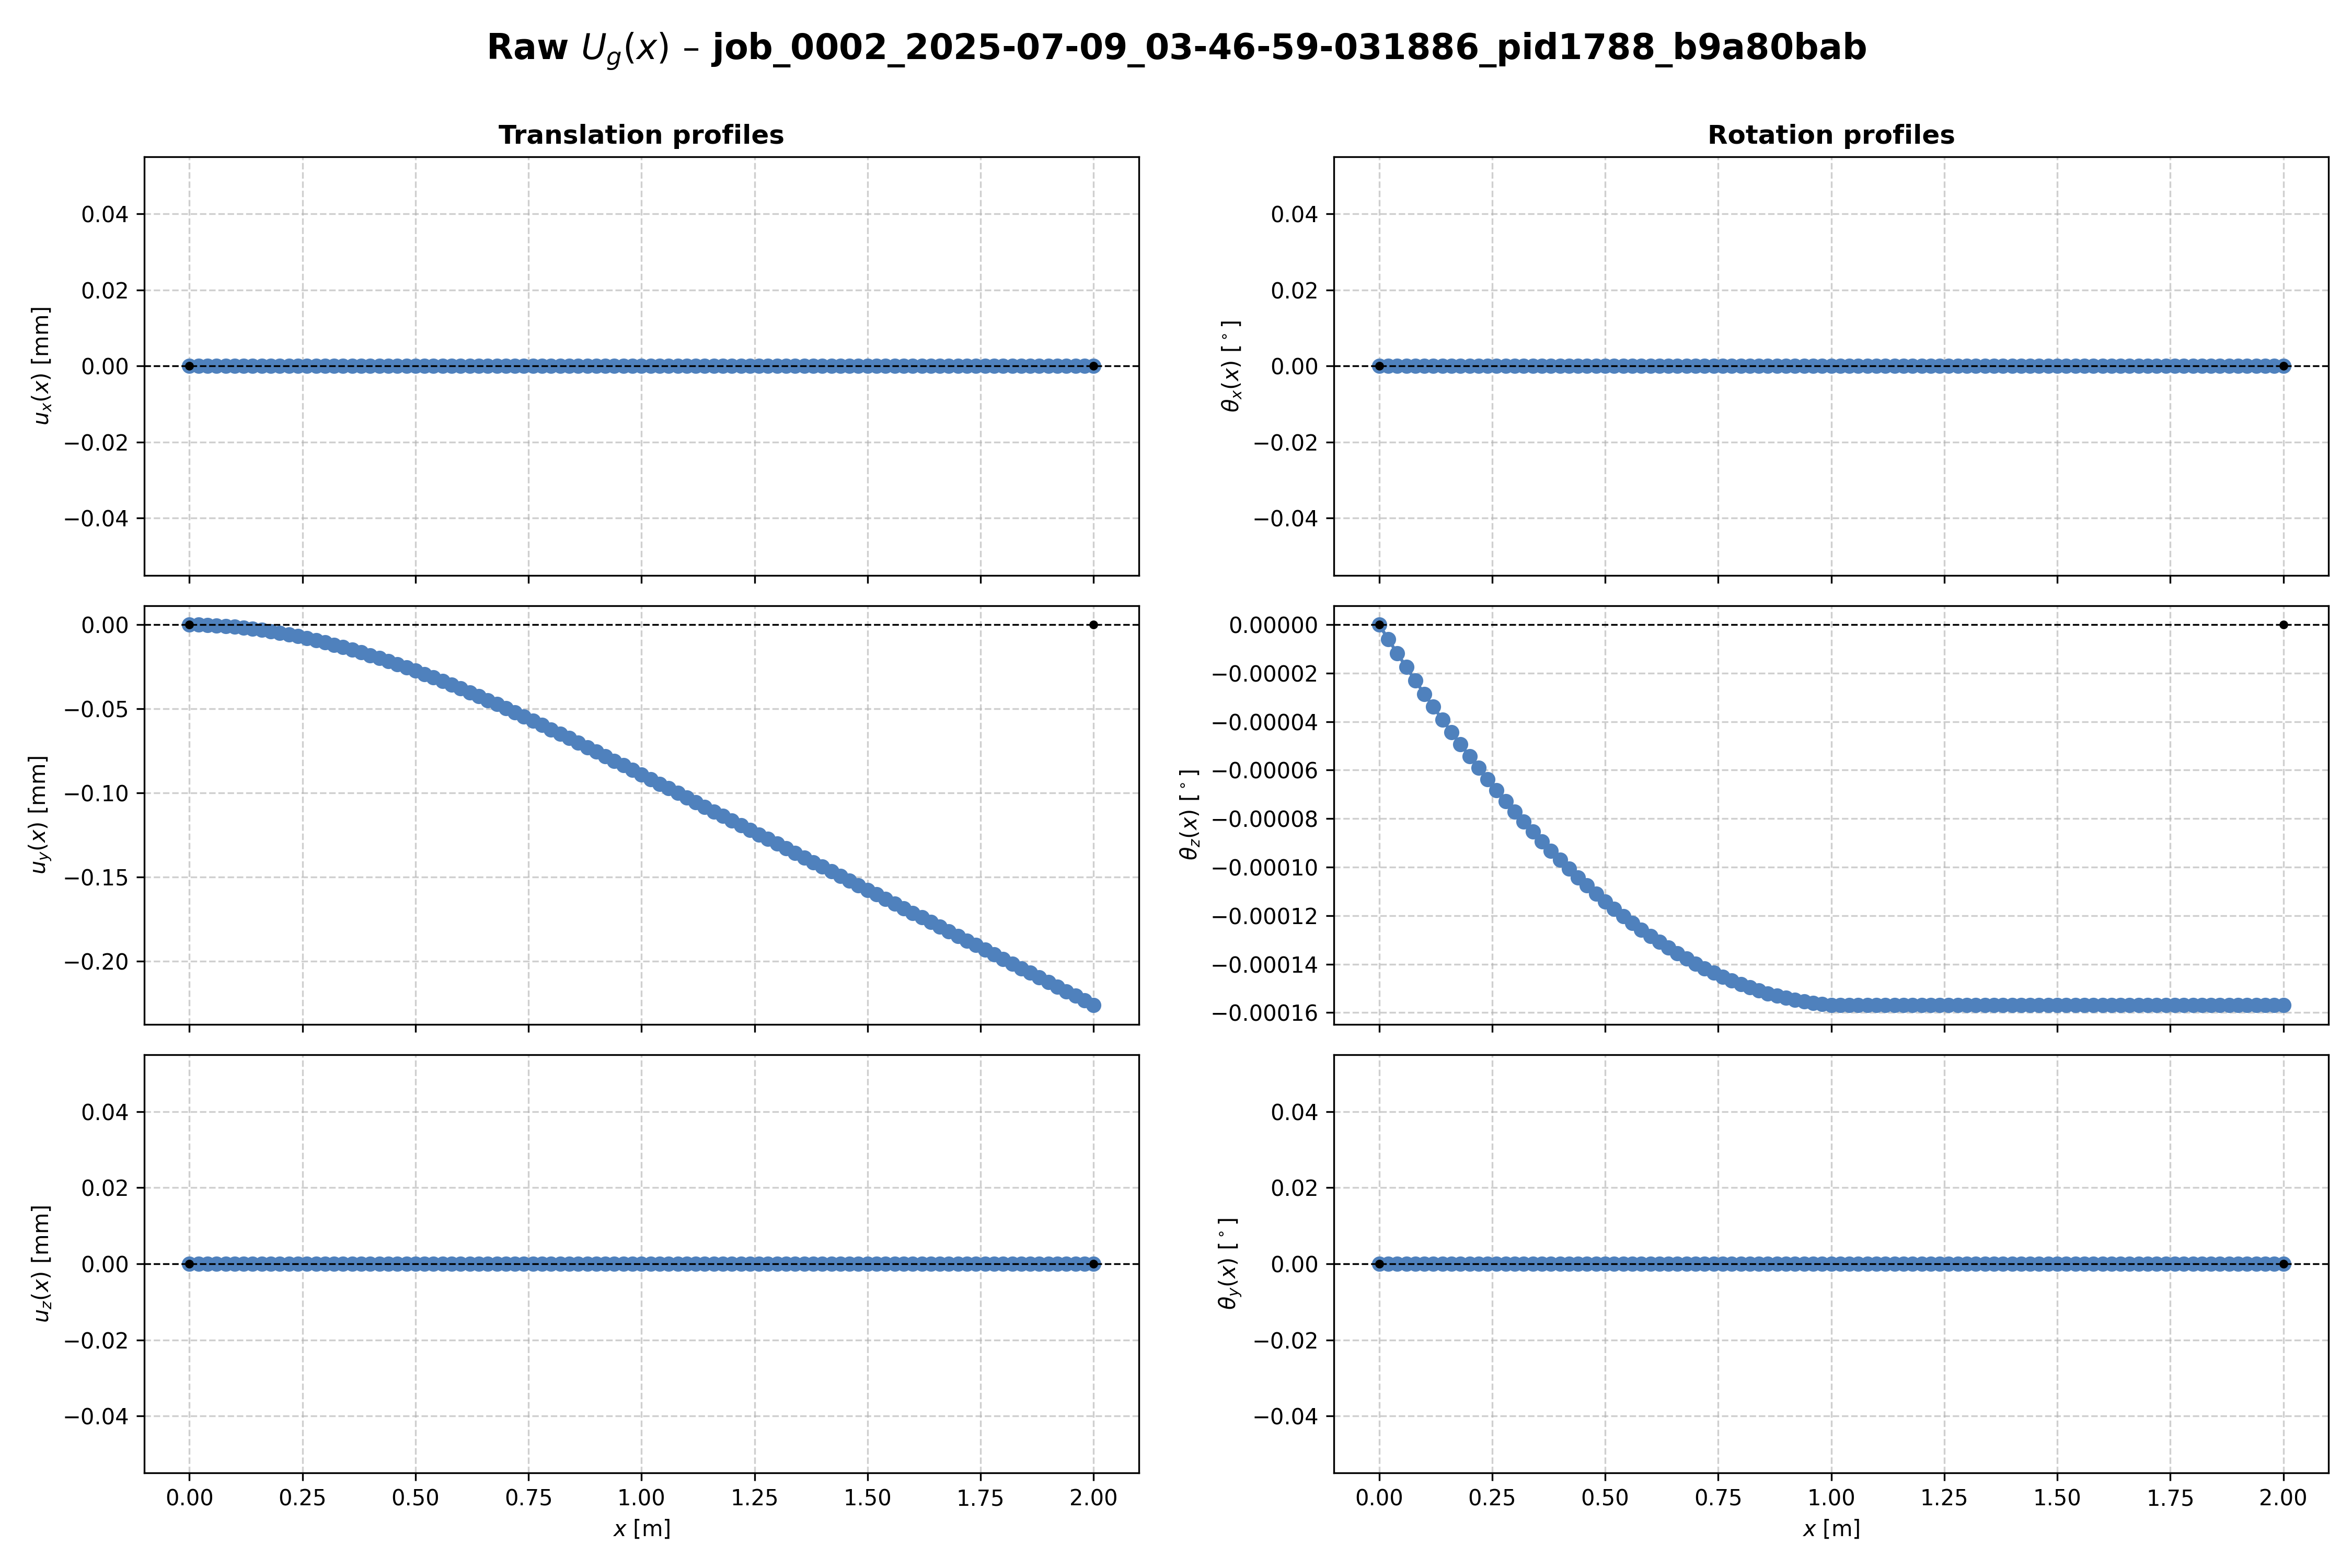 Raw U_g(x) – job_0002_2025-07-09_03-46-59-031886_pid1788_b9a80bab
Translation profiles
Rotation profiles
u_x(x) [mm]
0.04
0.02
0.00
−0.02
−0.04
θ_x(x) [°]
0.04
0.02
0.00
−0.02
−0.04
u_y(x) [mm]
0.00
−0.05
−0.10
−0.15
−0.20
θ_z(x) [°]
0.00000
−0.00002
−0.00004
−0.00006
−0.00008
−0.00010
−0.00012
−0.00014
−0.00016
u_z(x) [mm]
0.04
0.02
0.00
−0.02
−0.04
0.00 0.25 0.50 0.75 1.00 1.25 1.50 1.75 2.00
x [m]
θ_y(x) [°]
0.04
0.02
0.00
−0.02
−0.04
0.00 0.25 0.50 0.75 1.00 1.25 1.50 1.75 2.00
x [m]